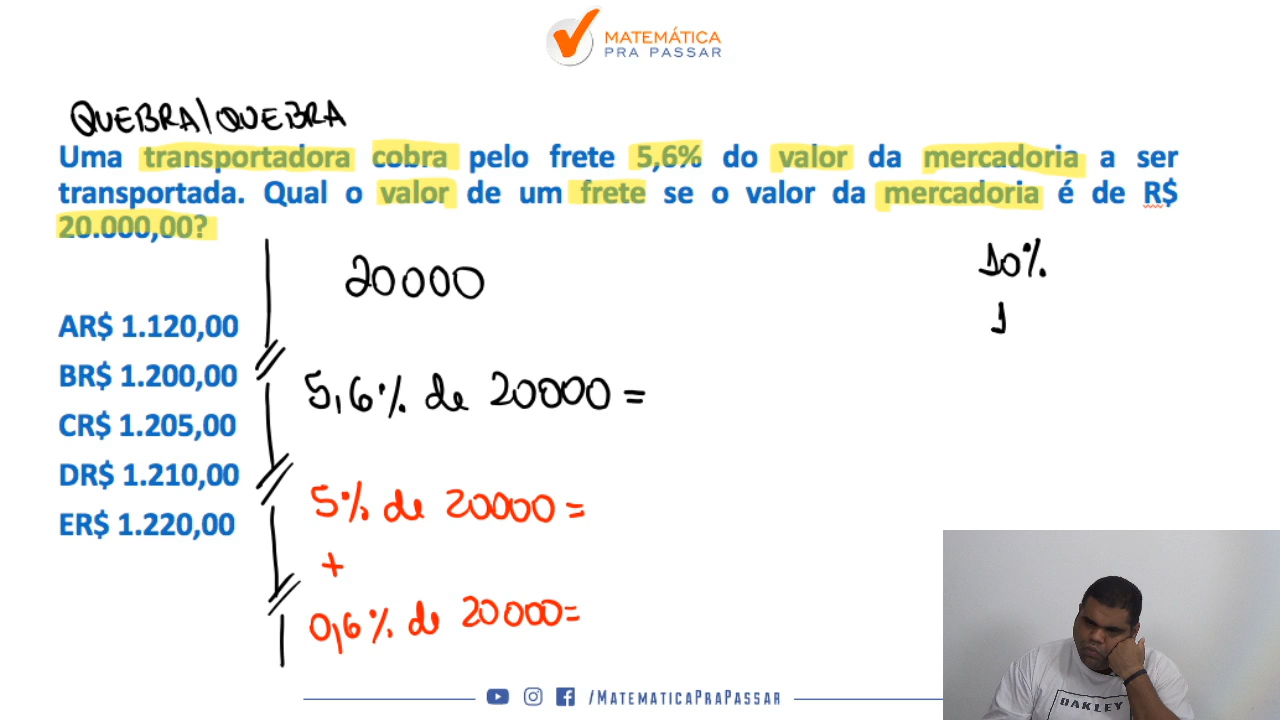 MATEMÁTICA
PRA PASSAR
QUEBRA/QUEBRA
Uma transportadora cobra pelo frete 5,6% do valor da mercadoria a ser
transportada. Qual o valor de um frete se o valor da mercadoria é de R$
20.000,00?
20000
10%
1
AR$ 1.120,00
BR$ 1.200,00
CR$ 1.205,00
DR$ 1.210,00
ER$ 1.220,00
5,6% de 20000 =
5% de 20000 =
+
0,6% de 20000=
/MATEMATICAPRAPASSAR
OAKLEY